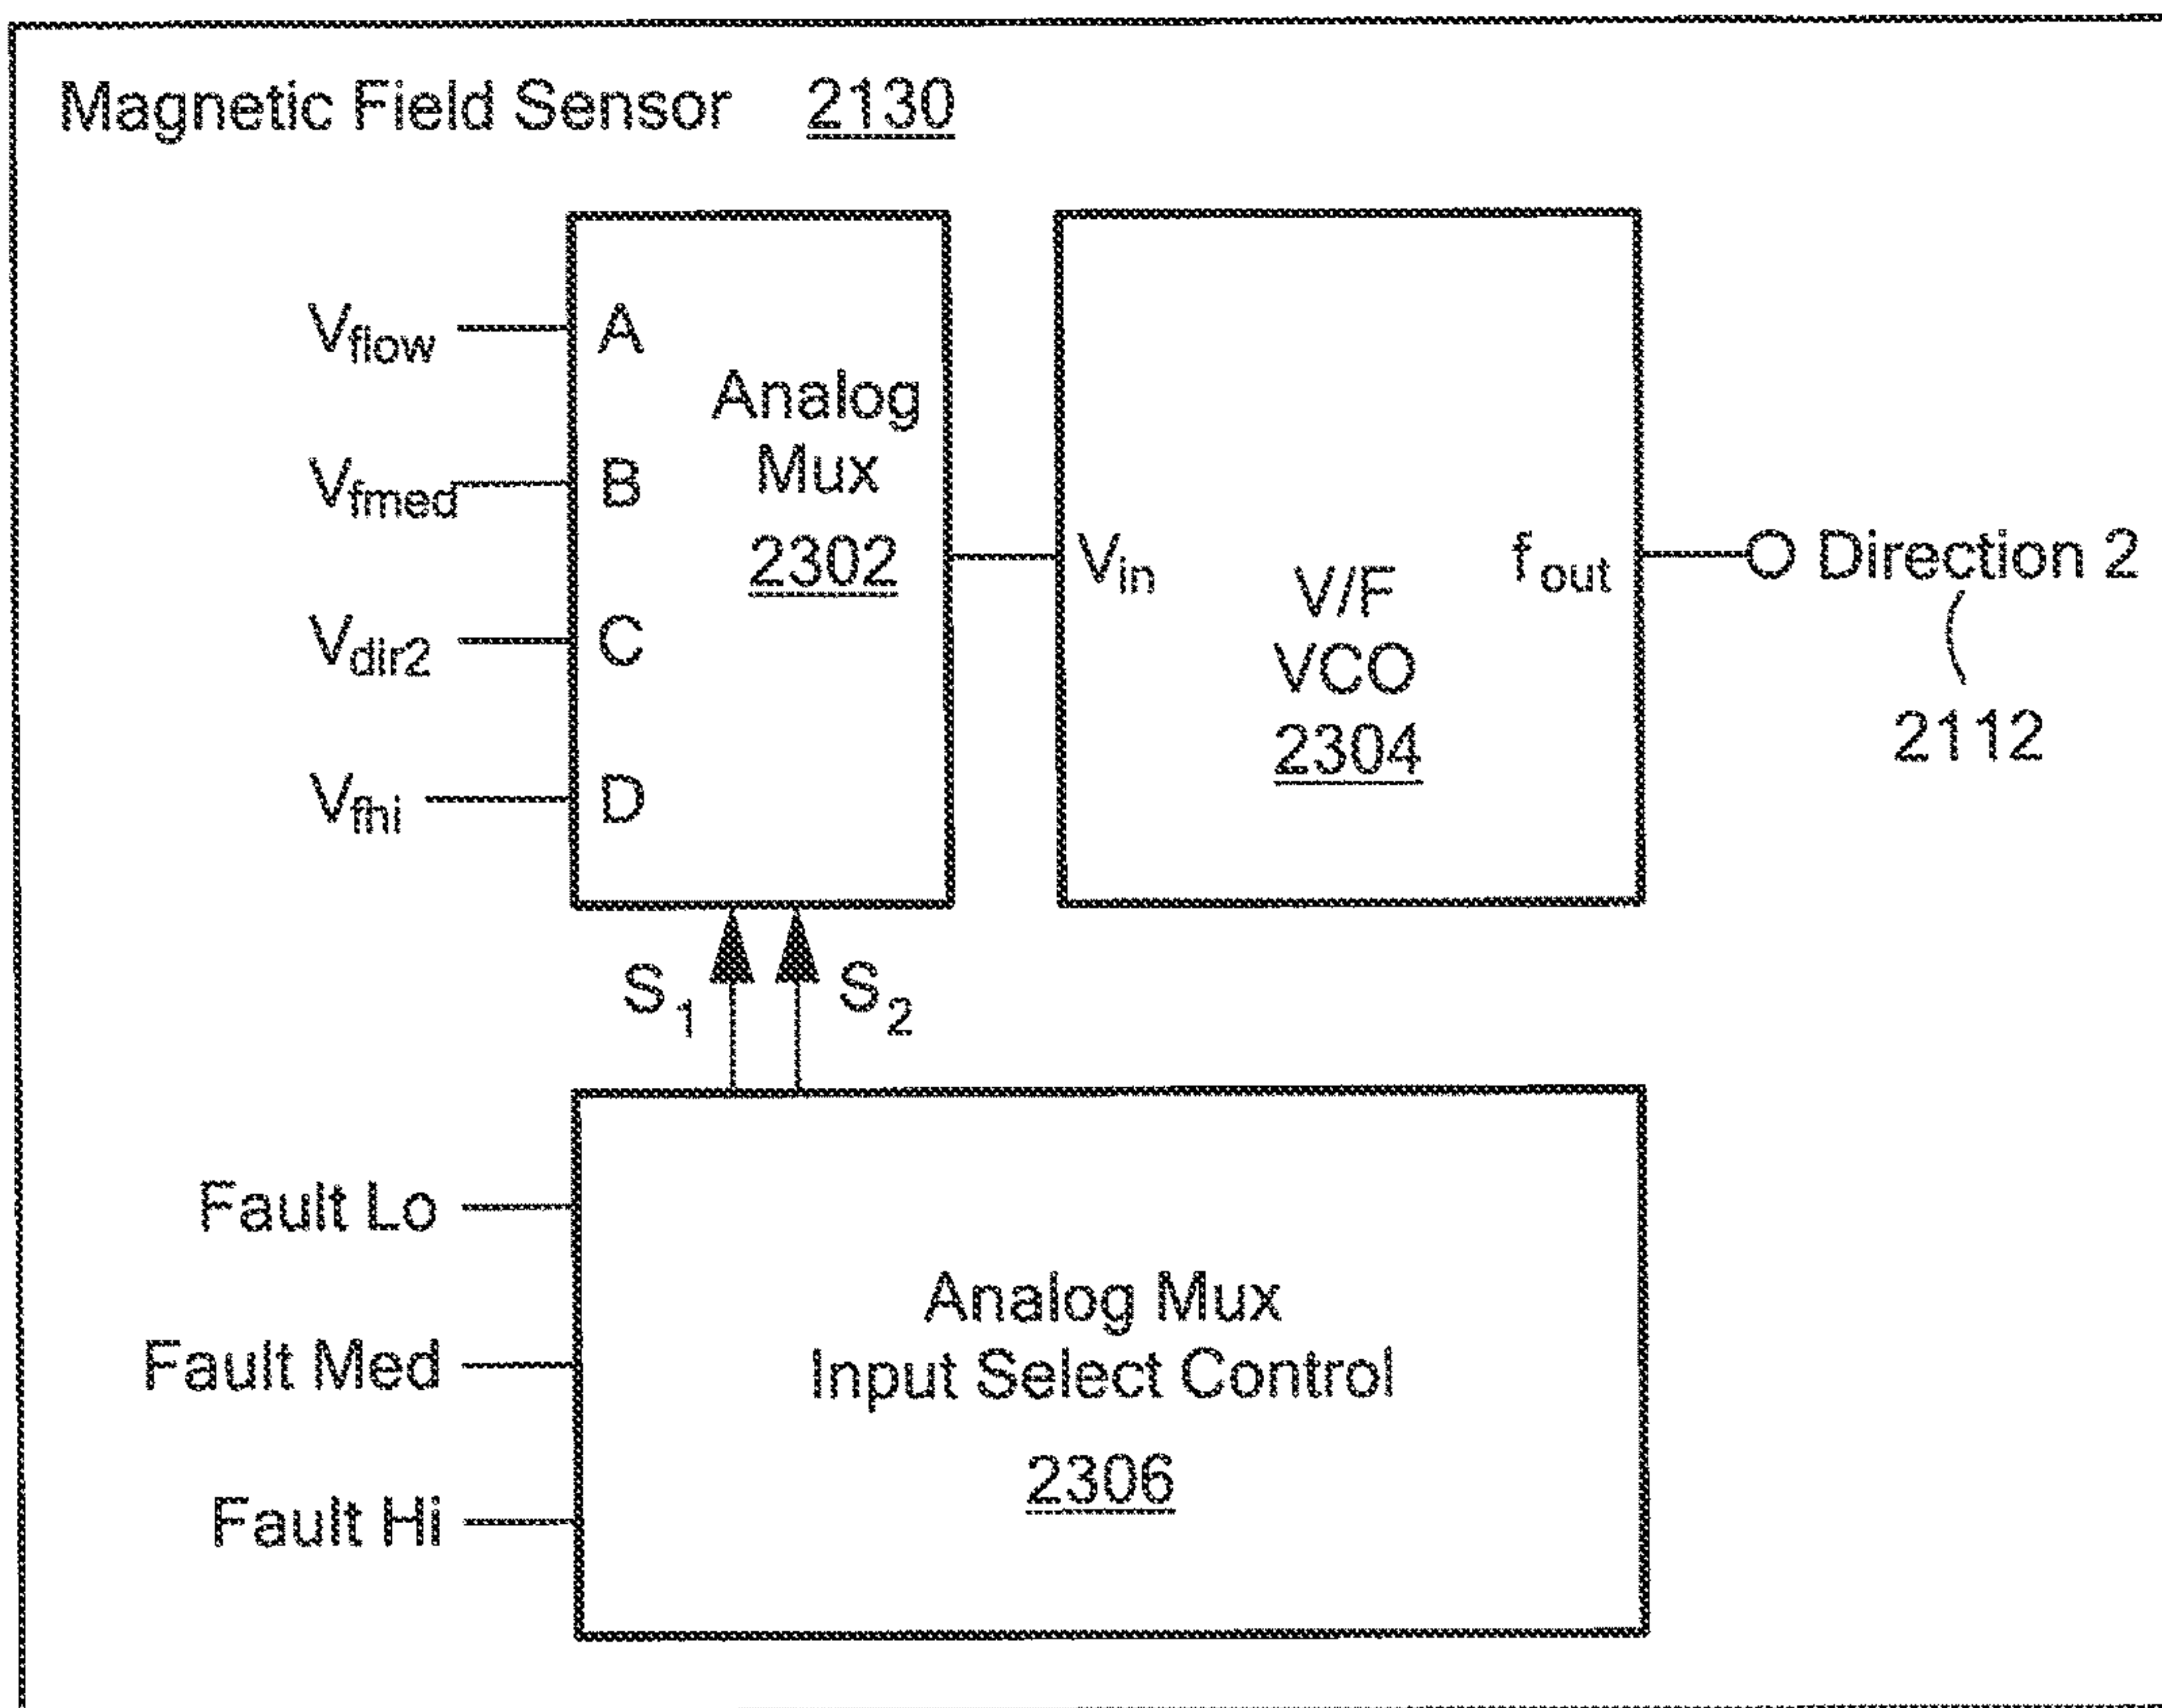 Magnetic Field Sensor 2130
Vflow
A
Vfmed
B
Vdir2
C
Vfhi
D
Analog
Mux
2302
Vin
V/F
VCO
2304
fout
Direction 2
2112
S1
S2
Fault Lo
Fault Med
Fault Hi
Analog Mux
Input Select Control
2306